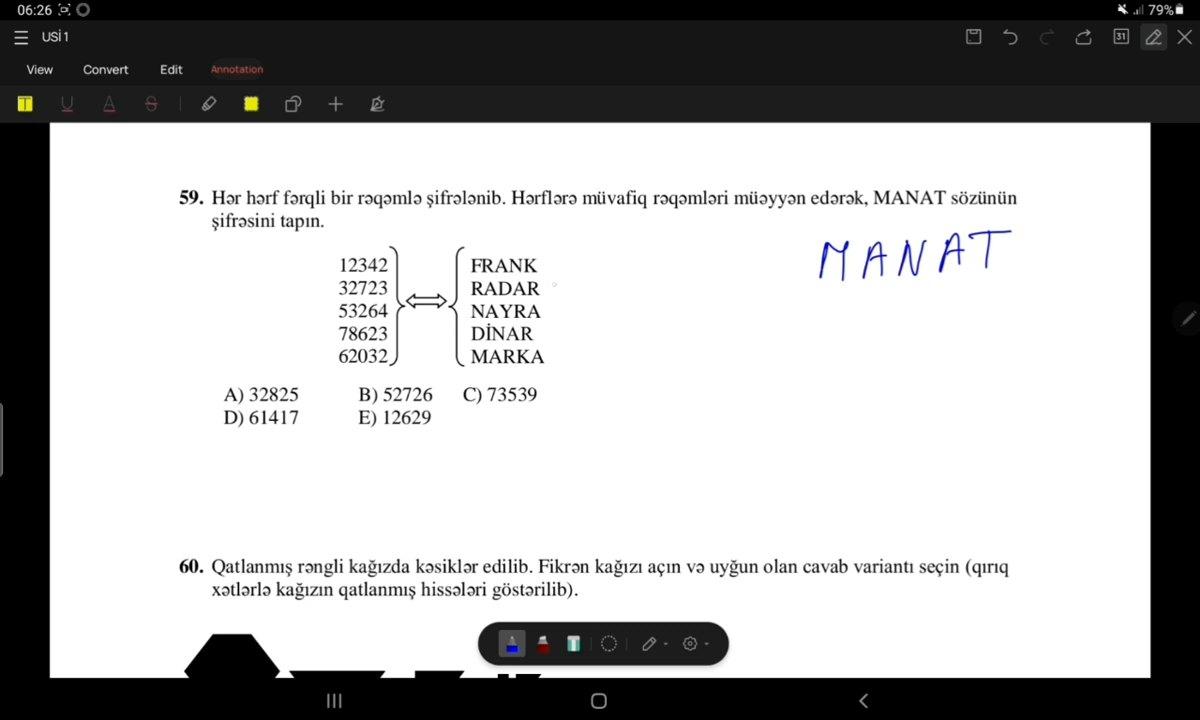 06:26
79%
USİ 1
31
View Convert Edit Annotation
T U A S
59. Hər hərf fərqli bir rəqəmlə şifrələnib. Hərflərə müvafiq rəqəmləri müəyyən edərək, MANAT sözünün
şifrəsini tapın.
MANAT
12342 FRANK
32723 RADAR
53264 NAYRA
78623 DİNAR
62032 MARKA
A) 32825 B) 52726 C) 73539
D) 61417 E) 12629
60. Qatlanmış rəngli kağızda kəsiklər edilib. Fikrən kağızı açın və uyğun olan cavab variantı seçin (qırıq
xətlərlə kağızın qatlanmış hissələri göstərilib).